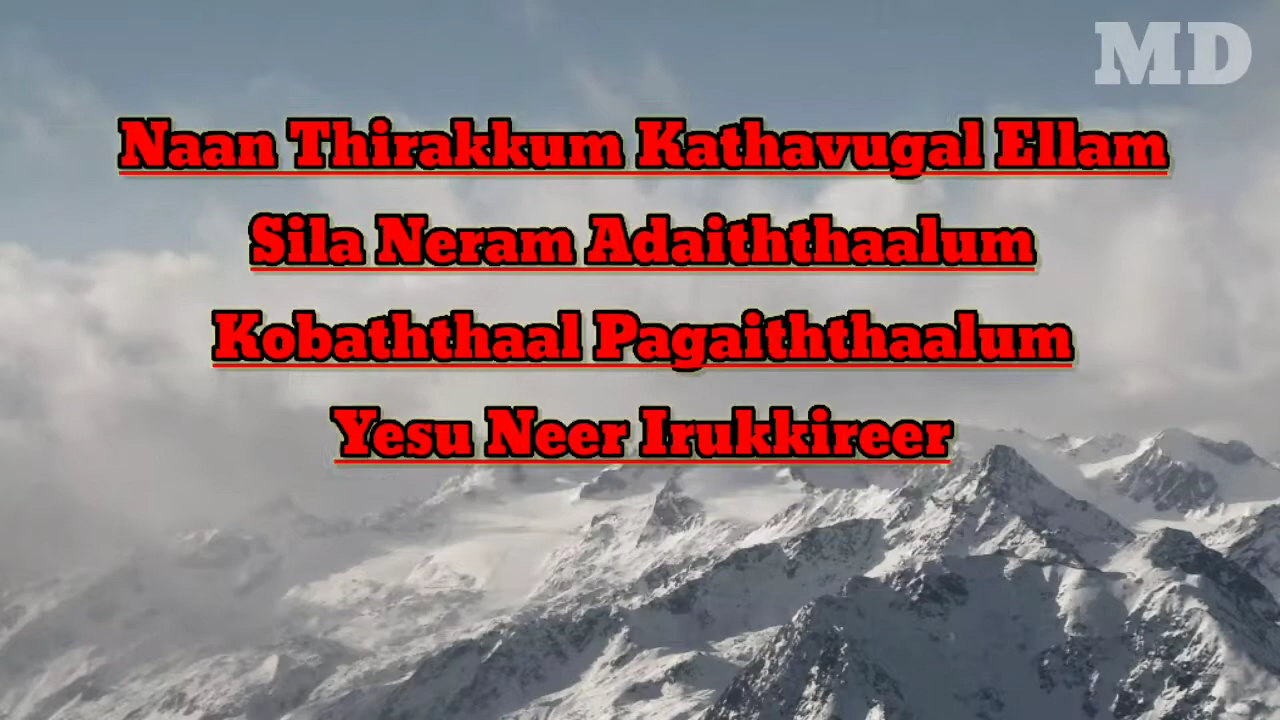 MD
Naan Thirakkum Kathavugal Ellam
Sila Neram Adaiththaalum
Kobaththaal Pagaiththaalum
Yesu Neer Irukkireer